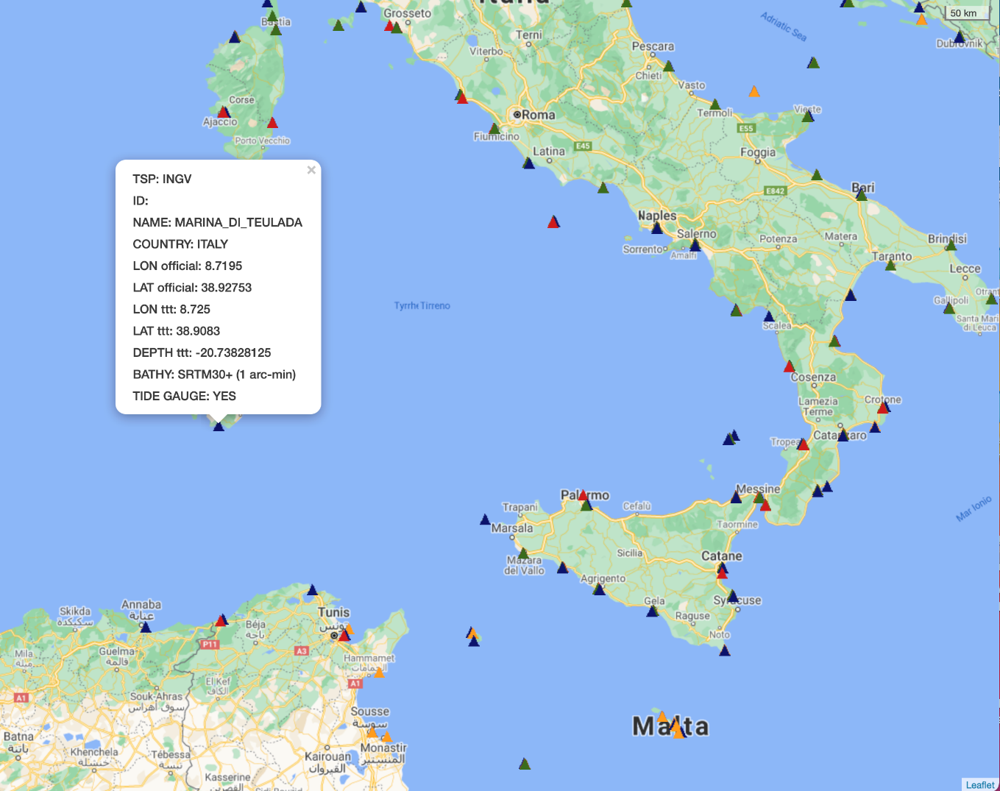 Italia
50 km
Grosseto
Bastia
Adriatic Sea
Terni
Dubrovnik
Viterbo
Pescara
Chieti
Vasto
Corse
Termoli
Vieste
Ajaccio
Roma
Porto Vecchio
Fiumicino
E55
E45
Latina
Foggia
TSP: INGV
×
ID:
E842
Bari
NAME: MARINA_DI_TEULADA
Naples
COUNTRY: ITALY
Salerno
Potenza
Matera
Brindisi
Sorrento
Amalfi
Taranto
LON official: 8.7195
Lecce
LAT official: 38.92753
Otrant
Gallipoli
LON ttt: 8.725
Tirreno
Santa Mari
di Leuca
Scalea
LAT ttt: 38.9083
DEPTH ttt: -20.73828125
BATHY: SRTM30+ (1 arc-min)
Cosenza
TIDE GAUGE: YES
Lamezia
Terme
Crotone
Catanzaro
Tropea
Messine
Palermo
Trapani
Cefalù
Mar Ionio
Marsala
Taormine
Sicilia
Catane
Mazara
del Vallo
Agrigento
Gela
Syracuse
Raguse
Noto
Skikda
سكيكدة
Annaba
عنابة
Tunis
تونس
Béja
باجة
P11
A3
Mila
ميلة
Guelma
قالمة
Hammamet
الحمامات
El Kef
الكاف
A1
A1
Souk-Ahras
سوق أهراس
Sousse
سوسة
Malta
Batna
باتنة
Khenchela
خنشلة
Tébessa
تبسة
Kairouan
القيروان
Monastir
المنستير
Kasserine
القصرين
Sidi Bouzid
Leaflet